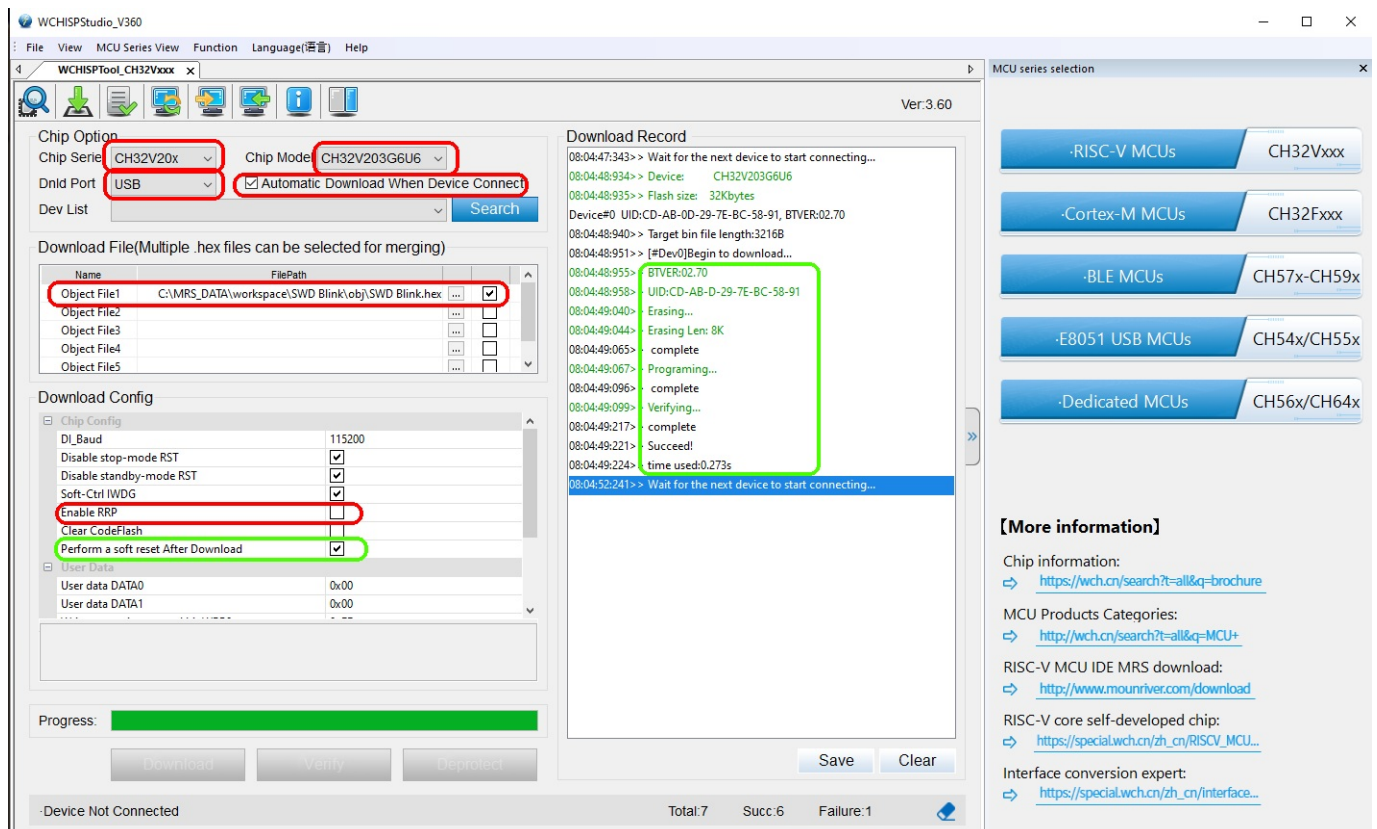 WCHISPStudio_V360
File View MCU Series View Function Language(语言) Help
WCHISPTool_CH32Vxxx x
Ver:3.60
Chip Option
Chip Serie CH32V20x Chip Model CH32V203G6U6
Dnld Port USB Automatic Download When Device Connect
Dev List Search
Download File(Multiple .hex files can be selected for merging)
Name FilePath
Object File1 C:\MRS_DATA\workspace\SWD Blink\obj\SWD Blink.hex ...
Object File2 ...
Object File3 ...
Object File4 ...
Object File5 ...
Download Config
Chip Config
DI_Baud 115200
Disable stop-mode RST
Disable standby-mode RST
Soft-Ctrl IWDG
Enable RRP
Clear CodeFlash
Perform a soft reset After Download
User Data
User data DATA0 0x00
User data DATA1 0x00
Progress:
Download Verify Deprotect
Download Record
08:04:47:343>> Wait for the next device to start connecting...
08:04:48:934>> Device: CH32V203G6U6
08:04:48:935>> Flash size: 32Kbytes
Device#0 UID:CD-AB-0D-29-7E-BC-58-91, BTVER:02.70
08:04:48:940>> Target bin file length:3216B
08:04:48:951>> [#Dev0]Begin to download...
08:04:48:955>> BTVER:02.70
08:04:48:958>> UID:CD-AB-D-29-7E-BC-58-91
08:04:49:040>> Erasing...
08:04:49:044>> Erasing Len: 8K
08:04:49:065>> complete
08:04:49:067>> Programing...
08:04:49:096>> complete
08:04:49:099>> Verifying...
08:04:49:217>> complete
08:04:49:221>> Succeed!
08:04:49:224>> time used:0.273s
08:04:52:241>> Wait for the next device to start connecting...
Save Clear
·Device Not Connected Total:7 Succ:6 Failure:1
MCU series selection x
·RISC-V MCUs CH32Vxxx
·Cortex-M MCUs CH32Fxxx
·BLE MCUs CH57x-CH59x
·E8051 USB MCUs CH54x/CH55x
·Dedicated MCUs CH56x/CH64x
【More information】
Chip information:
https://wch.cn/search?t=all&q=brochure
MCU Products Categories:
http://wch.cn/search?t=all&q=MCU+
RISC-V MCU IDE MRS download:
http://www.mounriver.com/download
RISC-V core self-developed chip:
https://special.wch.cn/zh_cn/RISCV_MCU...
Interface conversion expert:
https://special.wch.cn/zh_cn/interface...